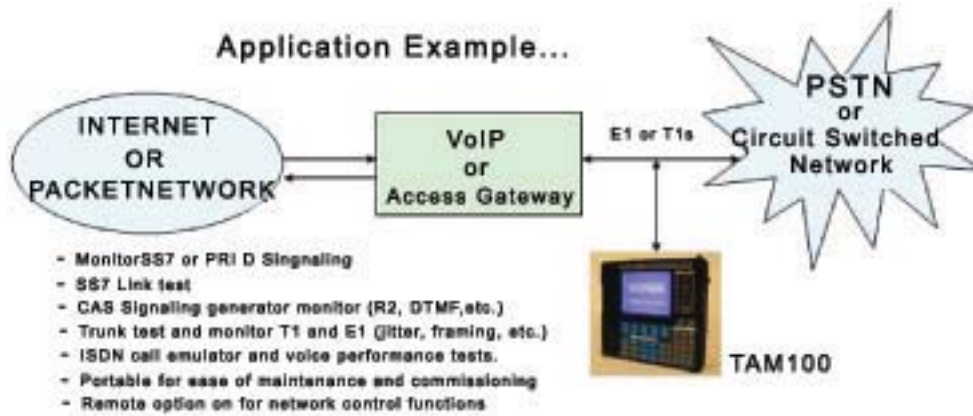 Application Example...
INTERNET
OR
PACKETNETWORK
VoIP
or
Access Gateway
E1 or T1s
PSTN
or
Circuit Switched
Network
- MonitorSS7 or PRI D Singnaling
- SS7 Link test
- CAS Signaling generator monitor (R2, DTMF,etc.)
- Trunk test and monitor T1 and E1 (jitter, framing, etc.)
- ISDN call emulator and voice performance tests.
- Portable for ease of maintenance and commissioning
- Remote option on for network control functions
TAM100